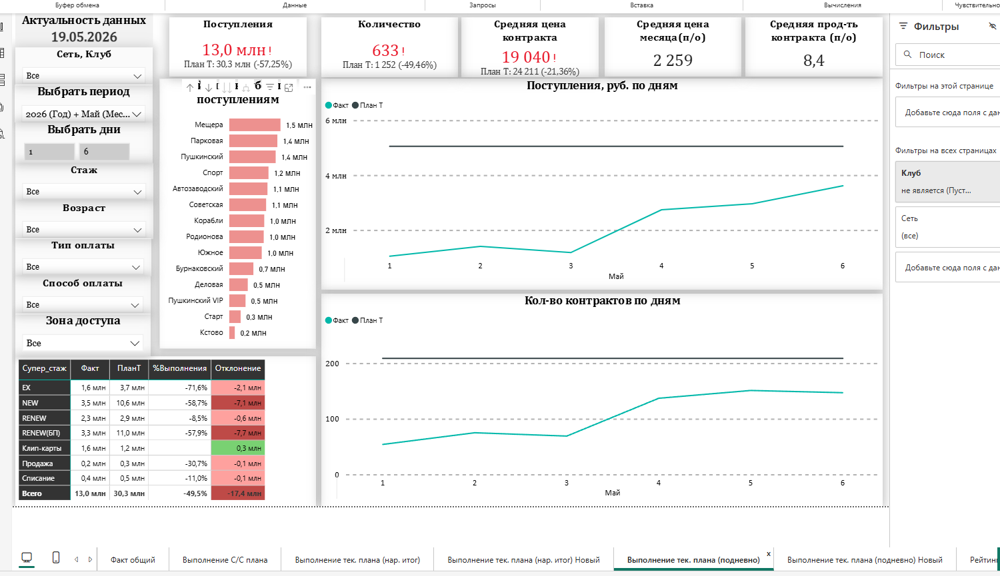 Буфер обмена
Данные
Запросы
Вставка
Вычисления
Актуальность данных
19.05.2026
Сеть, Клуб
Все
Выбрать период
2026 (Год) + Май (Мес...
Выбрать дни
1
6
Стаж
Все
Возраст
Все
Тип оплаты
Все
Способ оплаты
Все
Зона доступа
Все
Поступления
13,0 млн!
План Т: 30,3 млн (-57,25%)
Количество
633!
План Т: 1 252 (-49,46%)
Средняя цена
контракта
19 040!
План Т: 24 211 (-21,36%)
Средняя цена
месяца(п/о)
2 259
Средняя прод-ть
контракта (п/о)
8,4
поступлениям
Мещера 1,5 млн
Парковая 1,4 млн
Пушкинский 1,4 млн
Спорт 1,2 млн
Автозаводский 1,1 млн
Советская 1,1 млн
Корабли 1,0 млн
Родионова 1,0 млн
Южное 1,0 млн
Бурнаковский 0,7 млн
Деловая 0,5 млн
Пушкинский VIP 0,5 млн
Старт 0,3 млн
Кстово 0,2 млн
Поступления, руб. по дням
Факт План Т
6 млн
4 млн
2 млн
1 2 3 4 5 6
Май
Кол-во контрактов по дням
Факт План Т
200
100
0
1 2 3 4 5 6
Май
Супер_стаж Факт ПланТ %Выполнения Отклонение
EX 1,6 млн 3,7 млн -71,6% -2,1 млн
NEW 3,5 млн 10,6 млн -58,7% -7,1 млн
RENEW 2,3 млн 2,9 млн -8,5% -0,6 млн
RENEW(БП) 3,3 млн 11,0 млн -57,9% -7,7 млн
Клип-карты 1,6 млн 1,2 млн 0,3 млн
Продажа 0,2 млн 0,3 млн -30,7% -0,1 млн
Списание 0,4 млн 0,5 млн -11,0% -0,1 млн
Всего 13,0 млн 30,3 млн -49,5% -17,4 млн
Фильтры
Поиск
Фильтры на этой странице
Добавьте сюда поля с
Фильтры на всех страницах
Клуб
не является (Пуст...
Сеть
(все)
Добавьте сюда поля с
Факт общий
Выполнение С/С плана
Выполнение тек. плана (нар. итог)
Выполнение тек. плана (нар. итог) Новый
Выполнение тек. плана (подневно)
x
Выполнение тек. плана (подневно) Новый